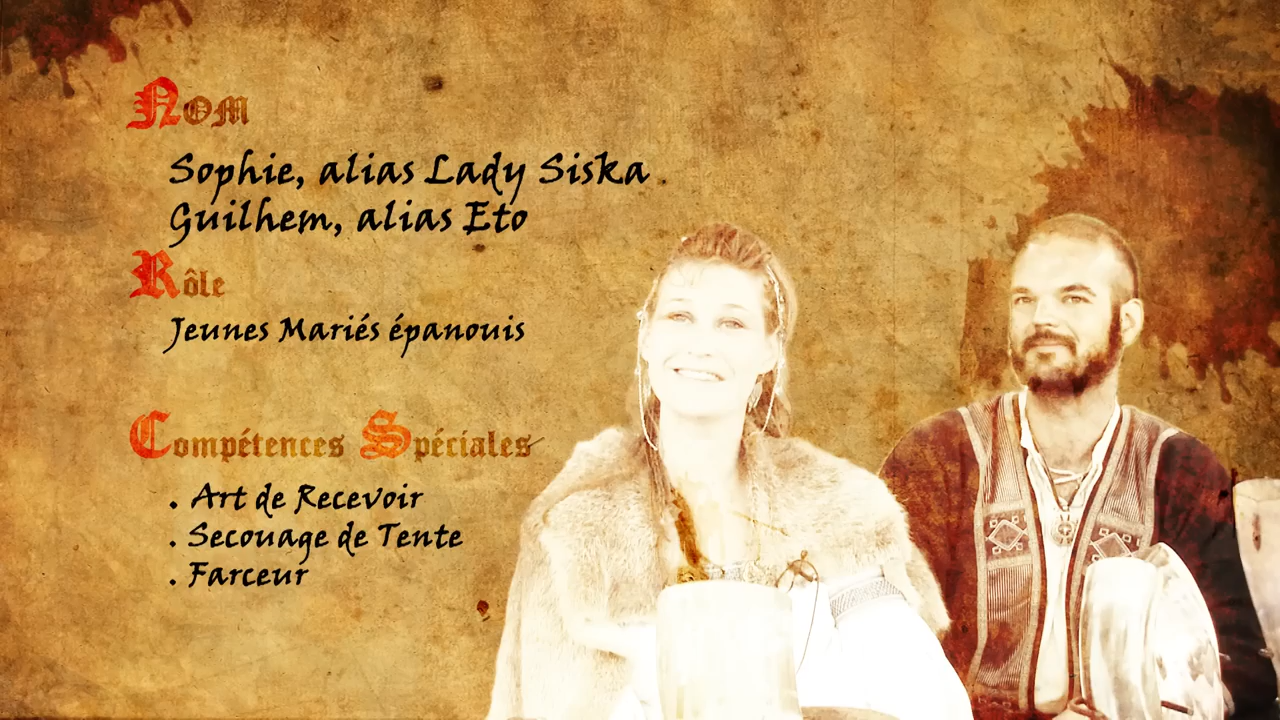 Nom
Sophie, alias Lady Siska
Guilhem, alias Eto
Rôle
Jeunes Mariés épanouis
Compétences Spéciales
. Art de Recevoir
. Secouage de Tente
. Farceur